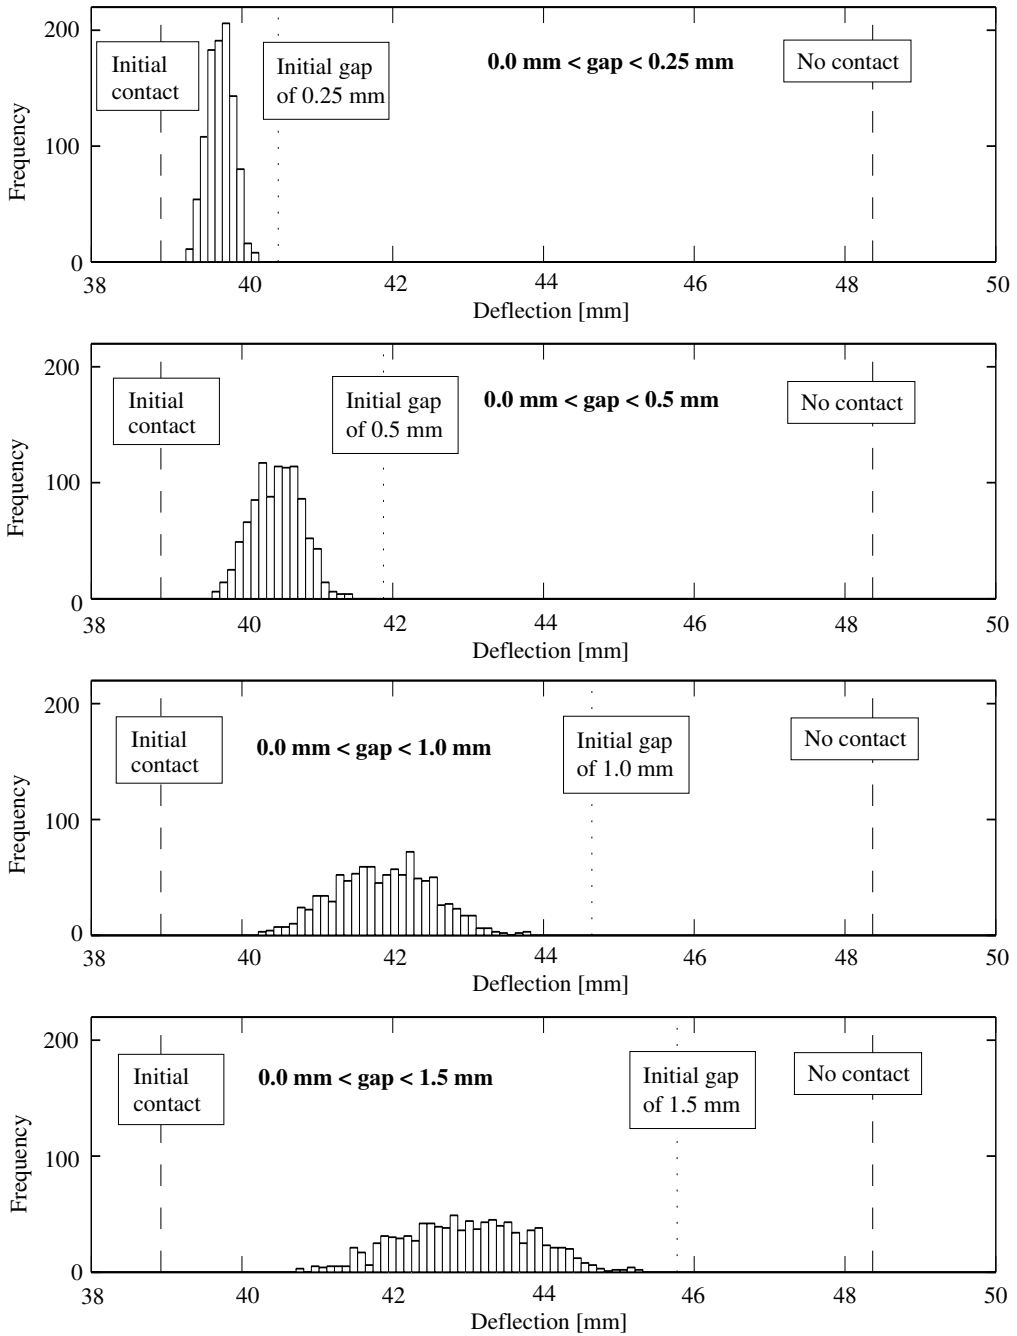 200
Initial
contact
Initial gap
of 0.25 mm
0.0 mm < gap < 0.25 mm
No contact
Frequency
100
0
38 40 42 44 46 48 50
Deflection [mm]
200
Initial
contact
Initial gap
of 0.5 mm
0.0 mm < gap < 0.5 mm
No contact
Frequency
100
0
38 40 42 44 46 48 50
Deflection [mm]
200
Initial
contact
0.0 mm < gap < 1.0 mm
Initial gap
of 1.0 mm
No contact
Frequency
100
0
38 40 42 44 46 48 50
Deflection [mm]
200
Initial
contact
0.0 mm < gap < 1.5 mm
Initial gap
of 1.5 mm
No contact
Frequency
100
0
38 40 42 44 46 48 50
Deflection [mm]